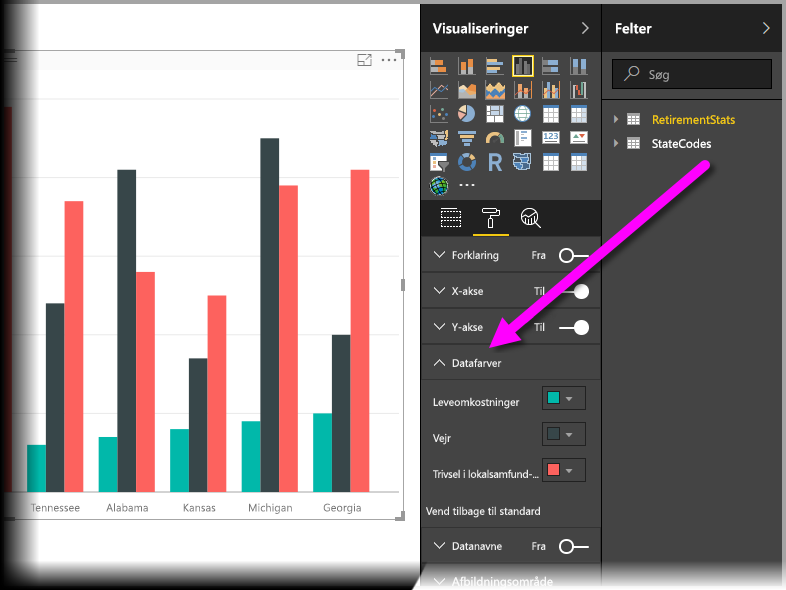 Visualiseringer
Felter
Søg
RetirementStats
StateCodes
123
R
Forklaring Fra
X-akse Til
Y-akse Til
Datafarver
Leveomkostninger
Vejr
Trivsel i lokalsamfund-...
Vend tilbage til standard
Datanavne Fra
Afbildningsområde
Tennessee Alabama Kansas Michigan Georgia